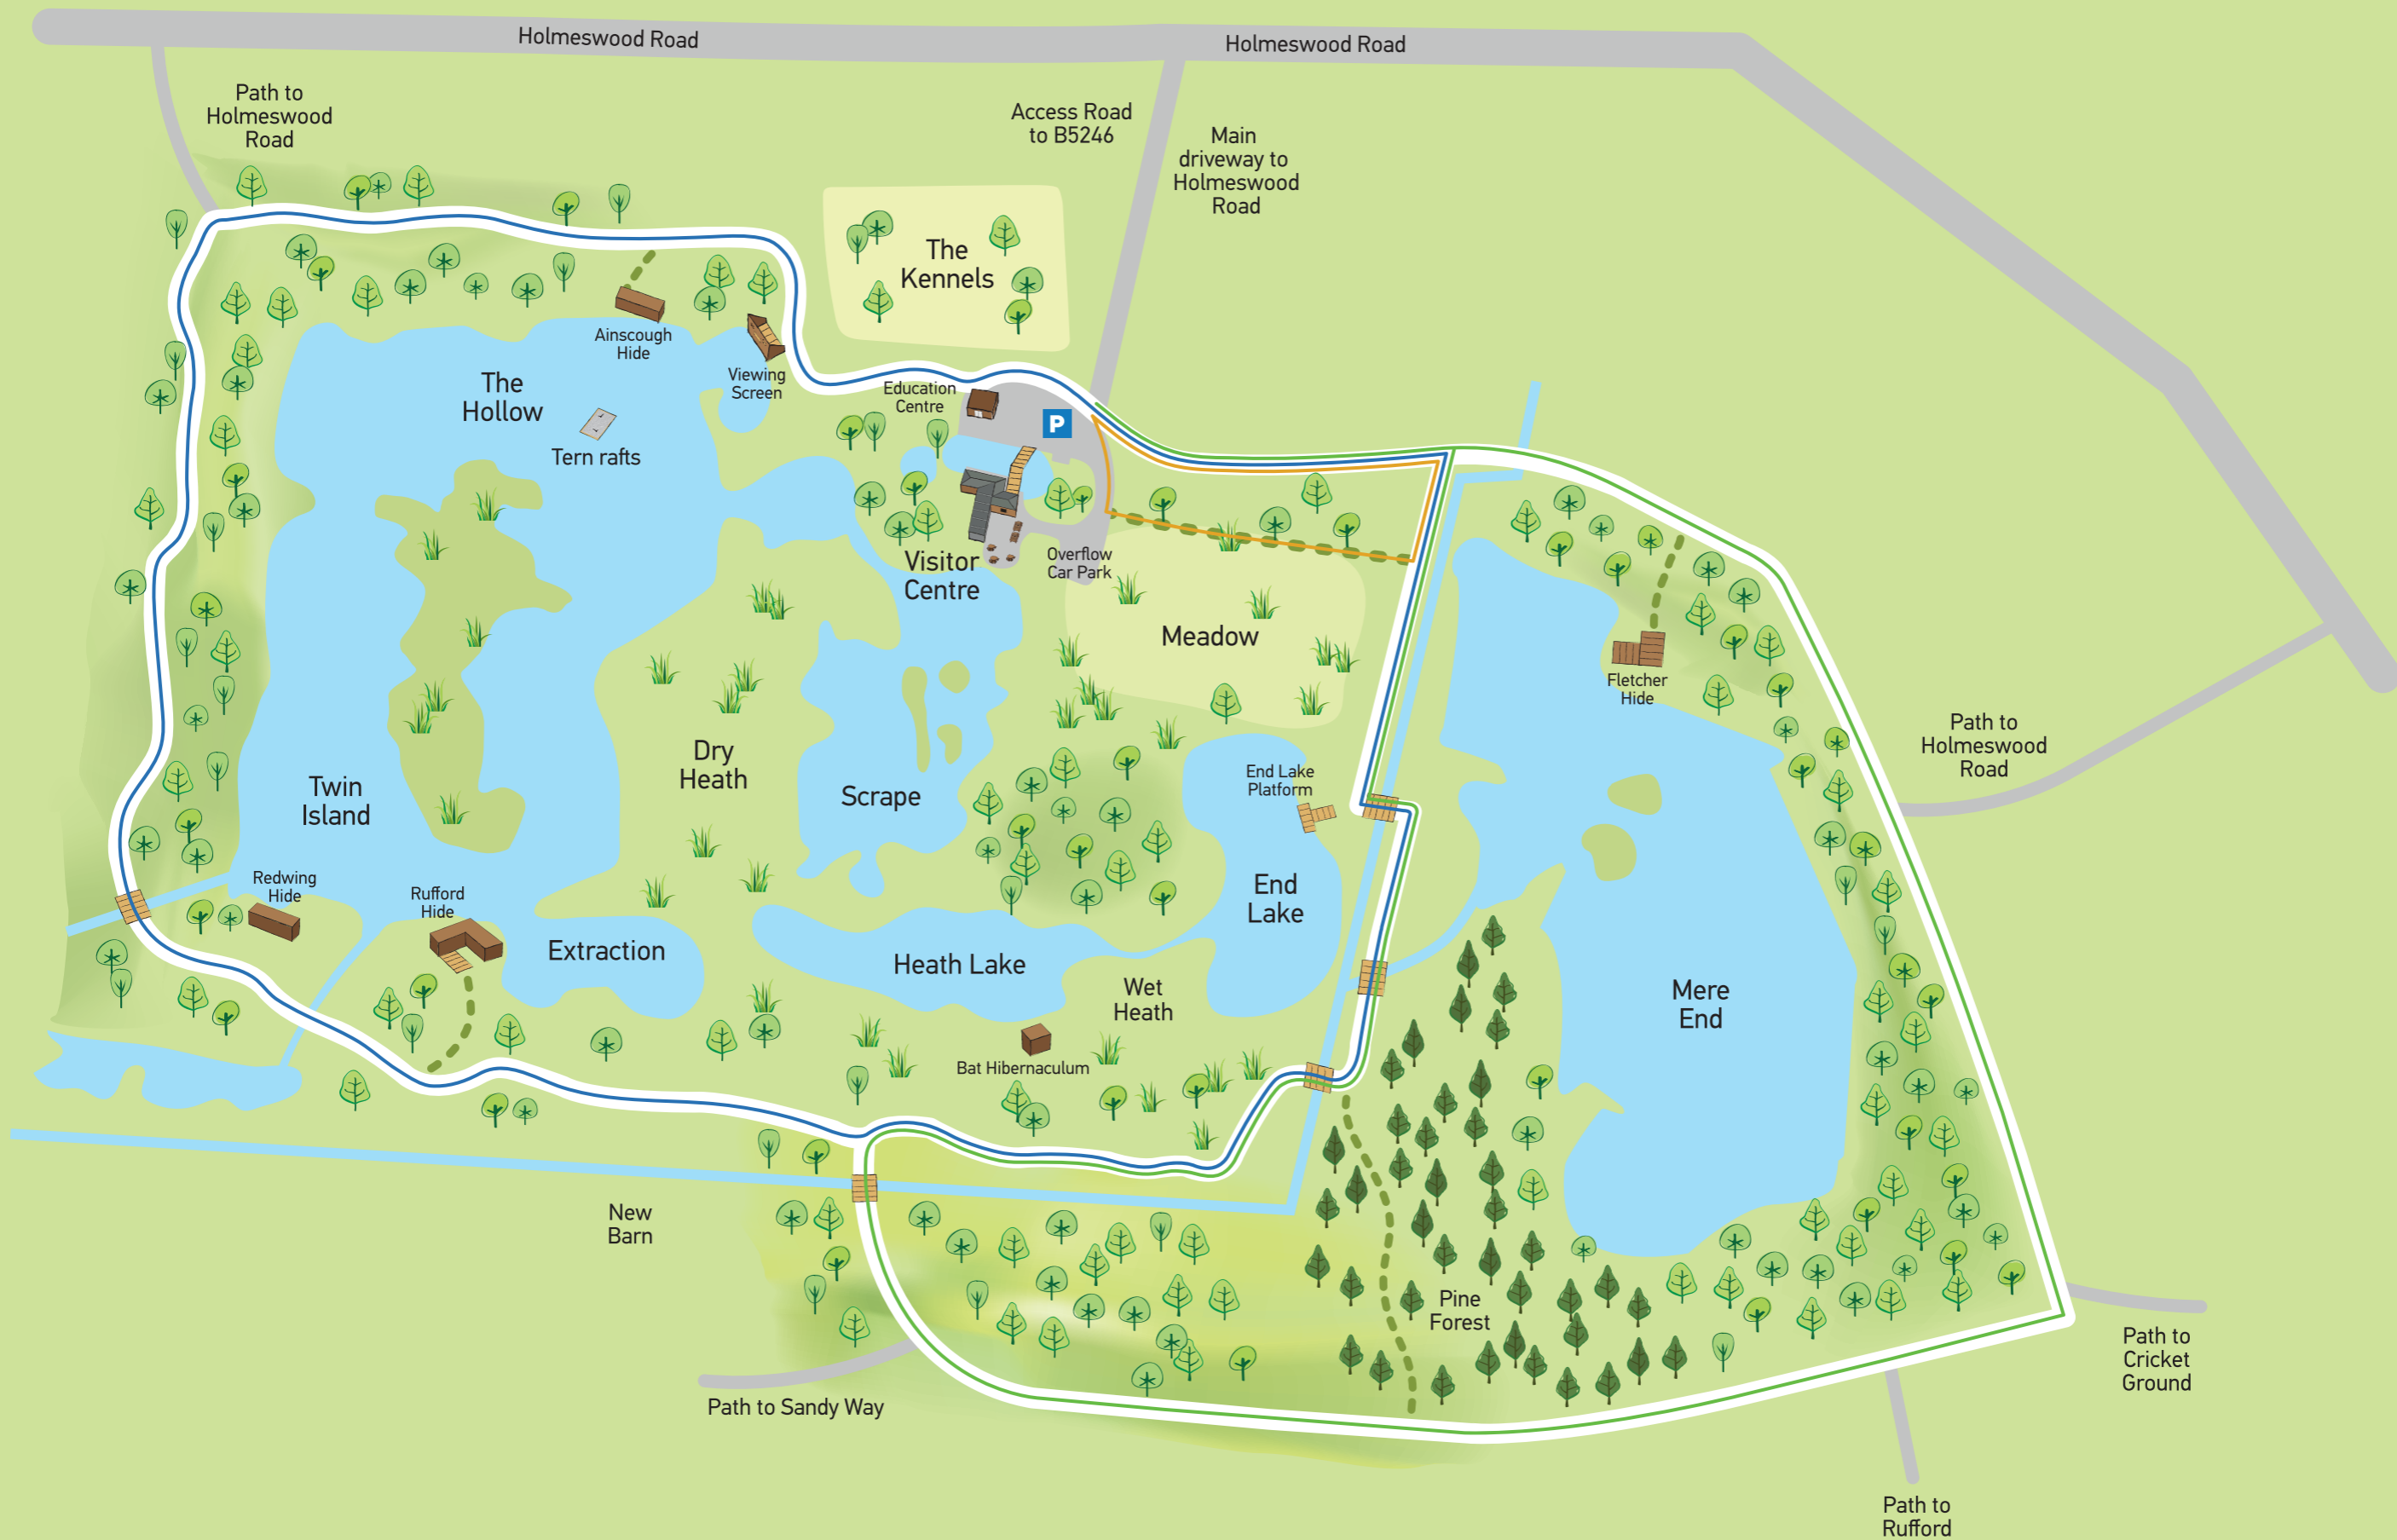 Holmeswood Road
Holmeswood Road
Path to
Holmeswood
Road
Access Road
to B5246
Main
driveway to
Holmeswood
Road
The
Kennels
Ainscough
Hide
Viewing
Screen
Education
Centre
P
The
Hollow
Tern rafts
Visitor
Centre
Overflow
Car Park
Meadow
Fletcher
Hide
Path to
Holmeswood
Road
Dry
Heath
Twin
Island
Scrape
End Lake
Platform
Redwing
Hide
Rufford
Hide
End
Lake
Extraction
Heath Lake
Wet
Heath
Mere
End
Bat Hibernaculum
New
Barn
Pine
Forest
Path to
Cricket
Ground
Path to Sandy Way
Path to
Rufford